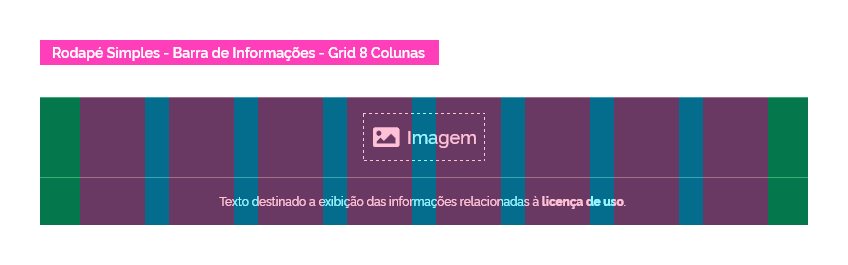 Rodapé Simples - Barra de Informações - Grid 8 Colunas
Imagem
Texto destinado a exibição das informações relacionadas à licença de uso.